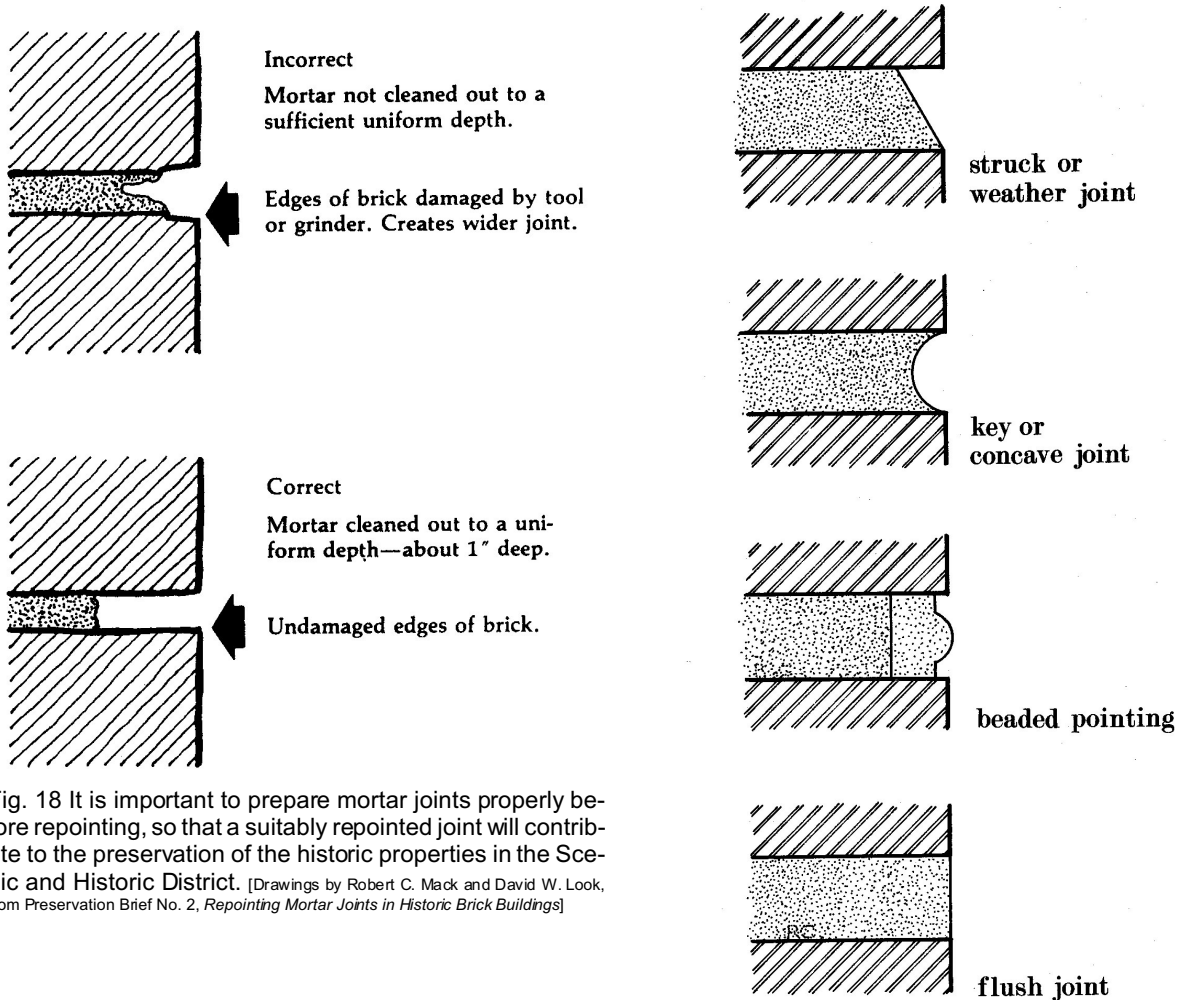 Incorrect
Mortar not cleaned out to a
sufficient uniform depth.
Edges of brick damaged by tool
or grinder. Creates wider joint.
Correct
Mortar cleaned out to a uni-
form depth—about 1″ deep.
Undamaged edges of brick.
ig. 18 It is important to prepare mortar joints properly be-
ore repointing, so that a suitably repointed joint will contrib-
te to the preservation of the historic properties in the Sce-
ic and Historic District. [Drawings by Robert C. Mack and David W. Look,
om Preservation Brief No. 2, Repointing Mortar Joints in Historic Brick Buildings]
struck or
weather joint
key or
concave joint
beaded pointing
RC
flush joint